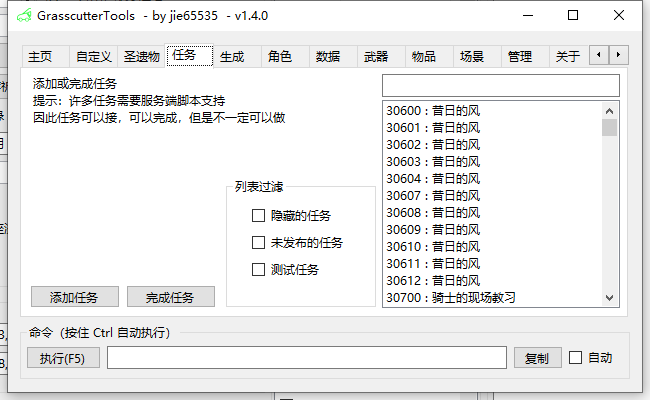 GrasscutterTools - by jie65535 - v1.4.0
主页 自定义 圣遗物 任务 生成 角色 数据 武器 物品 场景 管理 关于
添加或完成任务
提示：许多任务需要服务端脚本支持
因此任务可以接，可以完成，但是不一定可以做
30600 : 昔日的风
30601 : 昔日的风
30602 : 昔日的风
30603 : 昔日的风
30604 : 昔日的风
30607 : 昔日的风
30608 : 昔日的风
30609 : 昔日的风
30610 : 昔日的风
30611 : 昔日的风
30612 : 昔日的风
30700 : 骑士的现场教习
列表过滤
隐藏的任务
未发布的任务
测试任务
添加任务 完成任务
命令（按住 Ctrl 自动执行）
执行(F5) 复制 自动